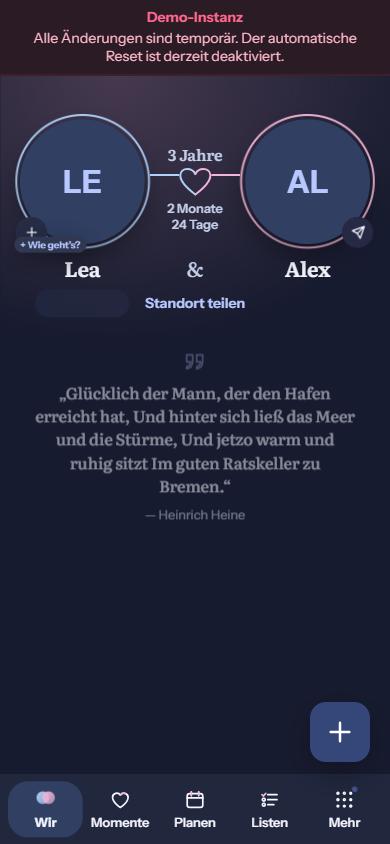 Demo-Instanz
Alle Änderungen sind temporär. Der automatische
Reset ist derzeit deaktiviert.
LE
AL
3 Jahre
2 Monate
24 Tage
+ Wie geht's?
Lea
&
Alex
Standort teilen
„Glücklich der Mann, der den Hafen
erreicht hat, Und hinter sich ließ das Meer
und die Stürme, Und jetzo warm und
ruhig sitzt Im guten Ratskeller zu
Bremen.“
— Heinrich Heine
Wir
Momente
Planen
Listen
Mehr